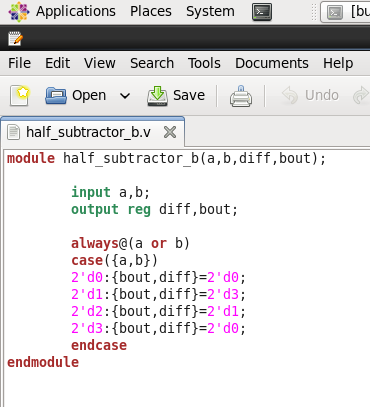 Applications Places System [bu
File Edit View Search Tools Documents Help
Open Save Undo
half_subtractor_b.v
module half_subtractor_b(a,b,diff,bout);
input a,b;
output reg diff,bout;
always@(a or b)
case({a,b})
2'd0:{bout,diff}=2'd0;
2'd1:{bout,diff}=2'd3;
2'd2:{bout,diff}=2'd1;
2'd3:{bout,diff}=2'd0;
endcase
endmodule